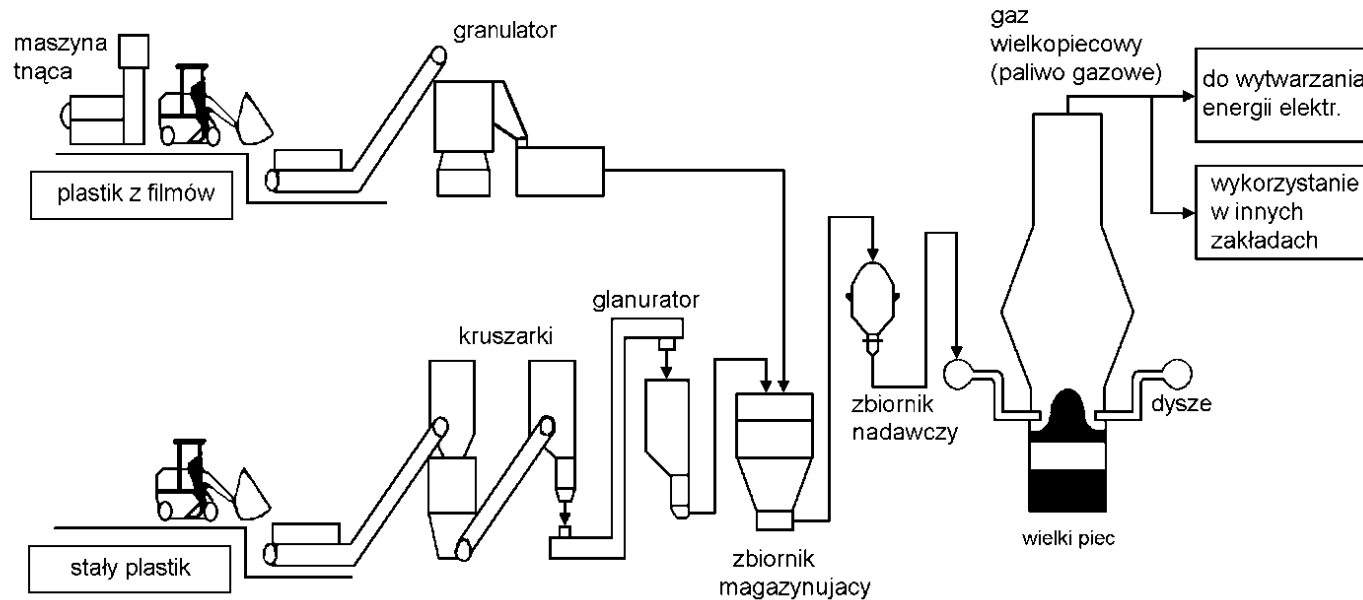 maszyna
tnąca
granulator
gaz
wielkopiecowy
(paliwo gazowe)
do wytwarzania
energii elektr.
plastik z filmów
wykorzystanie
w innych
zakładach
glanurator
kruszarki
zbiornik
nadawczy
dysze
wielki piec
stały plastik
zbiornik
magazynujacy